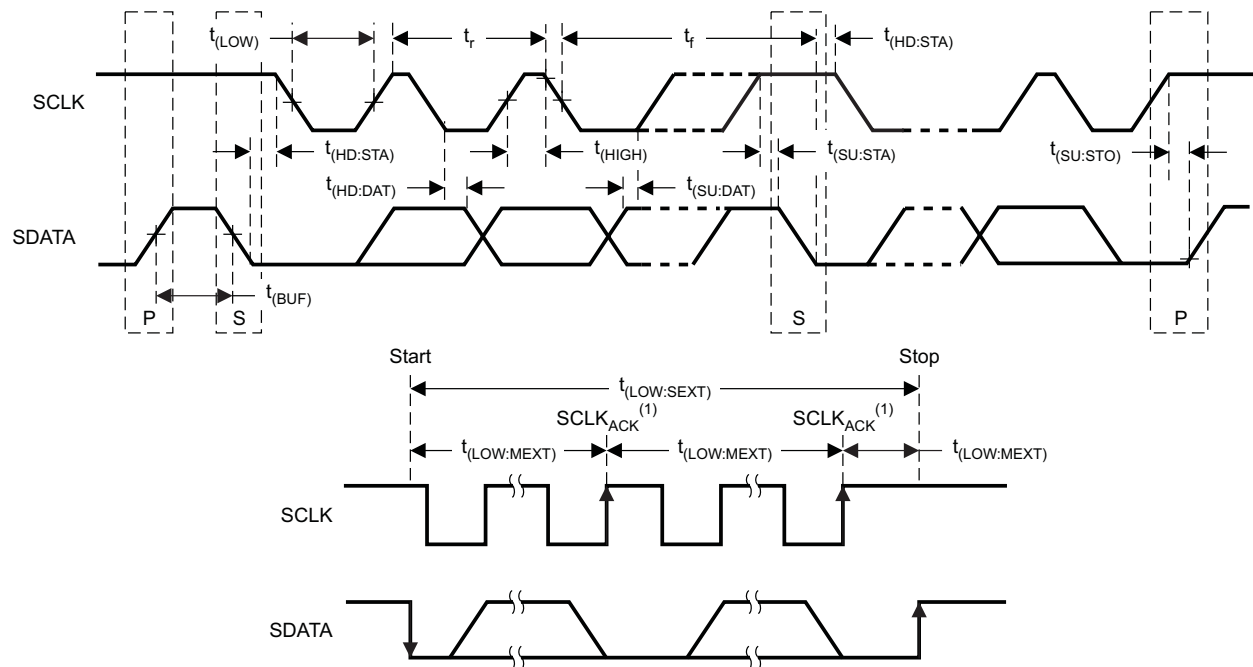 t(LOW) tr tf t(HD:STA)
SCLK
t(HD:STA) t(HIGH) t(SU:STA) t(SU:STO)
t(HD:DAT) t(SU:DAT)
SDATA
t(BUF)
P S S P
Start Stop
t(LOW:SEXT)
SCLKACK(1) SCLKACK(1)
t(LOW:MEXT) t(LOW:MEXT) t(LOW:MEXT)
SCLK
SDATA